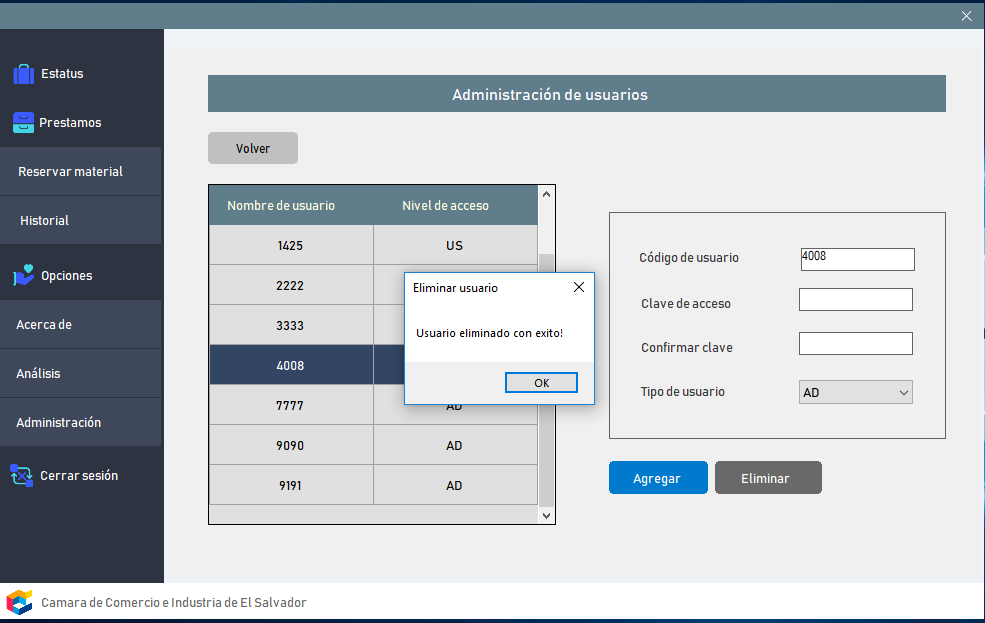 Estatus
Prestamos
Reservar material
Historial
Opciones
Acerca de
Análisis
Administración
Cerrar sesión
Administración de usuarios
Volver
Nombre de usuario Nivel de acceso
1425 US
2222
3333
4008
7777 AD
9090 AD
9191 AD
Eliminar usuario
Usuario eliminado con exito!
OK
Código de usuario 4008
Clave de acceso
Confirmar clave
Tipo de usuario AD
Agregar Eliminar
Camara de Comercio e Industria de El Salvador